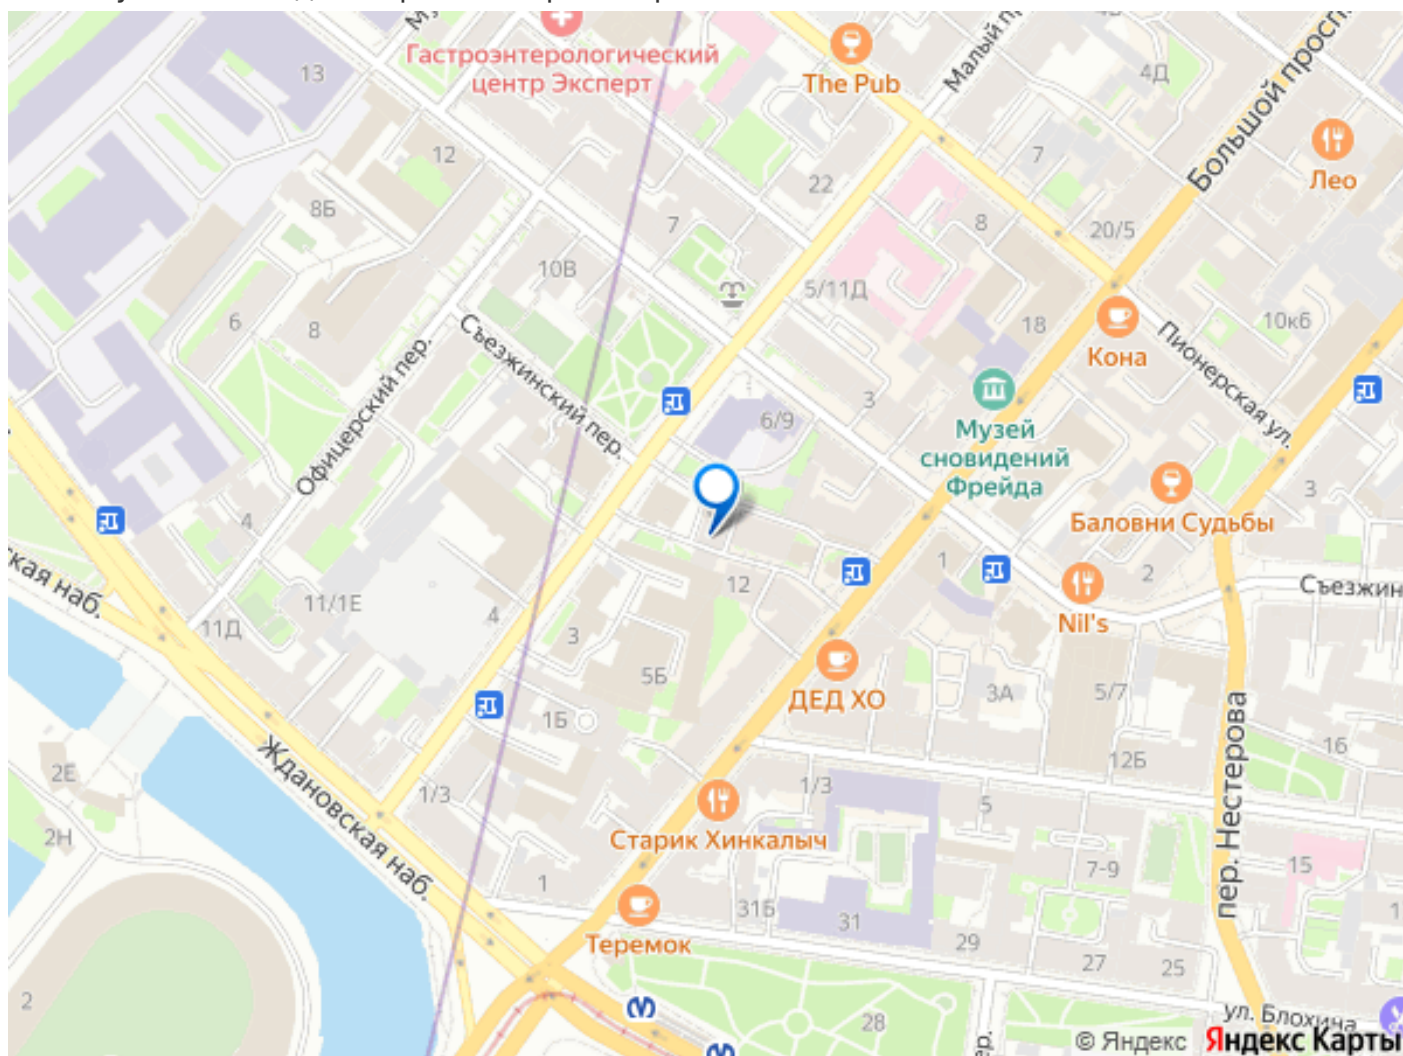 Гастроэнтерологический
центр Эксперт
The Pub
Малый пр
4Д
Большой просп
13
12
22
7
Лео
8Б
7
8
20/5
10В
5/11Д
6
8
18
10к6
Кона
Съезжинский пер.
Офицерский пер.
Пионерская ул.
6/9
3
Музей
сновидений
Фрейда
3
Баловни Судьбы
4
ская наб.
11/1Е
4
12
1
2
Съезжин
Nil's
11Д
3
5Б
ДЕД ХО
3А
5/7
1Б
пер. Нестерова
16
12Б
2Е
Ждановская наб.
1/3
1/3
5
2Н
Старик Хинкалыч
7-9
15
1
31Б
31
1
Теремок
29
27
25
2
28
ул. Блохина
© Яндекс Яндекс Карты